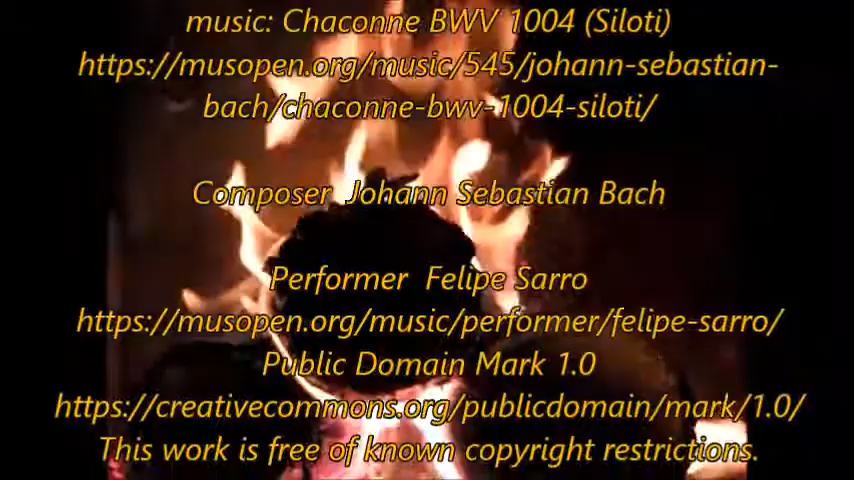 music: Chaconne BWV 1004 (Siloti)
https://musopen.org/music/545/johann-sebastian-
bach/chaconne-bwv-1004-siloti/
Composer Johann Sebastian Bach
Performer Felipe Sarro
https://musopen.org/music/performer/felipe-sarro/
Public Domain Mark 1.0
https://creativecommons.org/publicdomain/mark/1.0/
This work is free of known copyright restrictions.